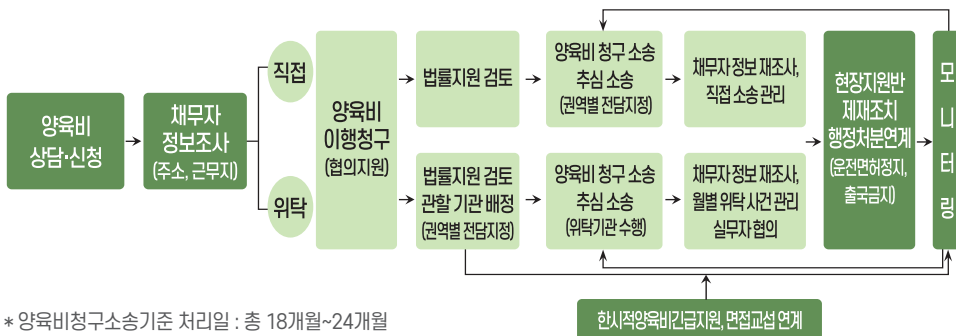 양육비
상담·신청
채무자
정보조사
(주소, 근무지)
직접
위탁
양육비
이행청구
(협의지원)
법률지원 검토
양육비 청구 소송
추심 소송
(권역별 전담지정)
채무자 정보 재조사,
직접 소송 관리
법률지원 검토
관할 기관 배정
(권역별 전담지정)
양육비 청구 소송
추심 소송
(위탁기관 수행)
채무자 정보 재조사,
월별 위탁 사건 관리
실무자 협의
현장지원반
제재조치
행정처분연계
(운전면허정지,
출국금지)
모
니
터
링
한시적양육비긴급지원, 면접교섭 연계
* 양육비청구소송기준 처리일 : 총 18개월~24개월